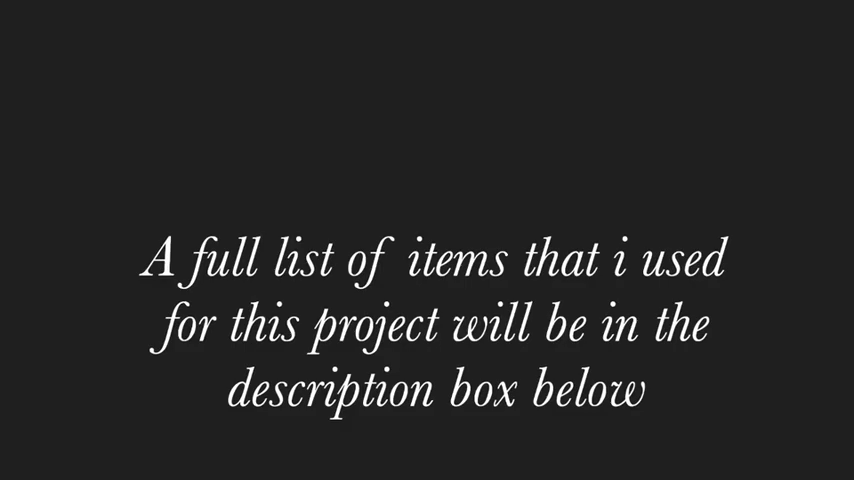 A full list of items that i used
for this project will be in the
description box below